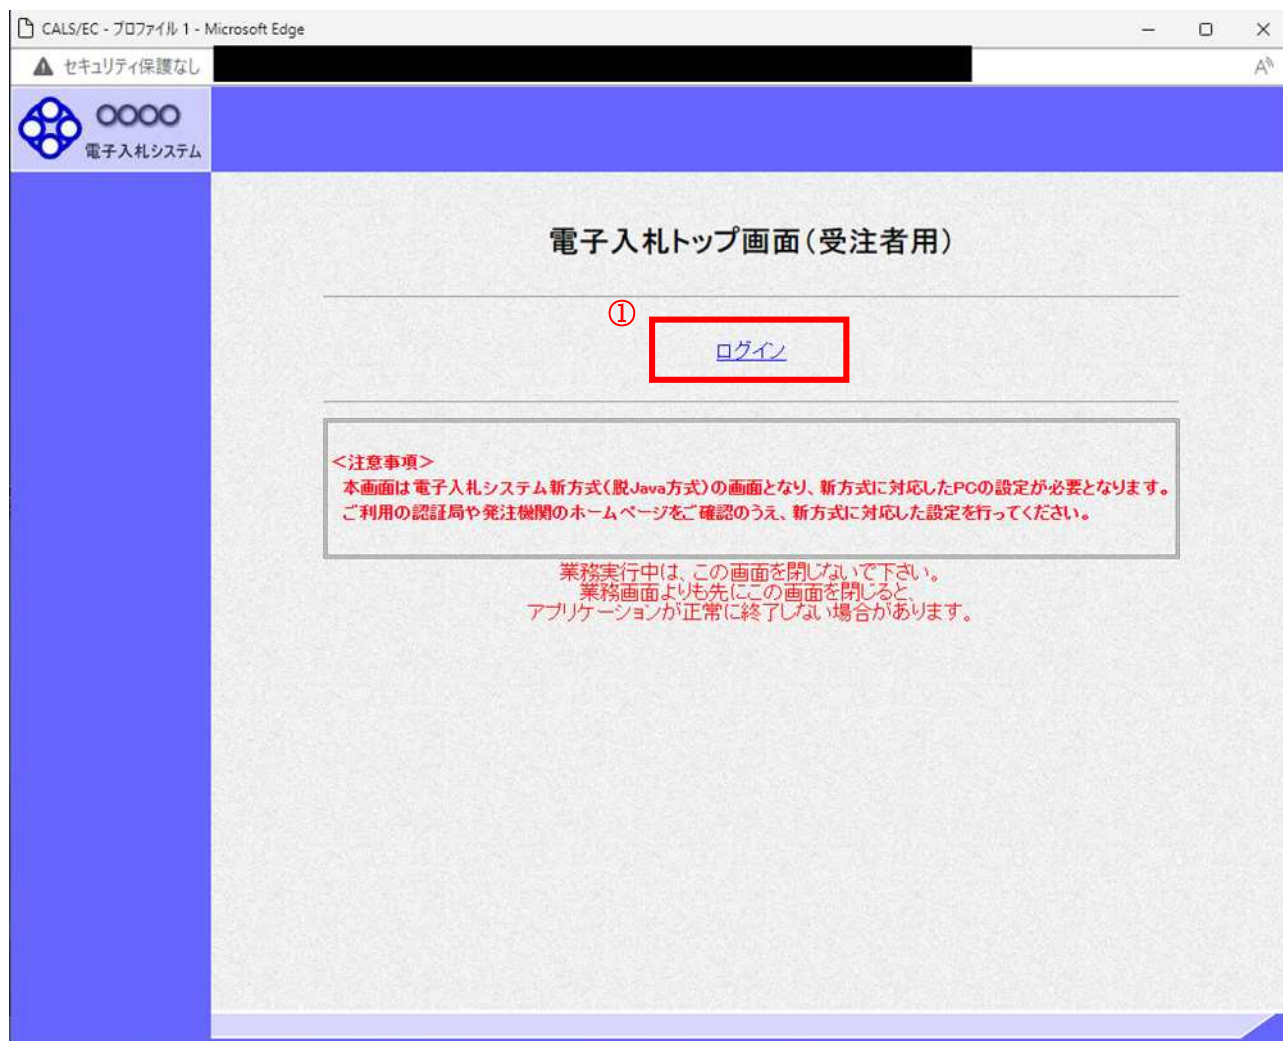 CALS/EC - プロファイル 1 - Microsoft Edge
セキュリティ保護なし
○○○○
電子入札システム
電子入札トップ画面(受注者用)
①
ログイン
<注意事項>
本画面は電子入札システム新方式(脱Java方式)の画面となり、新方式に対応したPCの設定が必要となります。
ご利用の認証局や発注機関のホームページをご確認のうえ、新方式に対応した設定を行ってください。
業務実行中は、この画面を閉じないで下さい。
業務画面よりも先にこの画面を閉じると、
アプリケーションが正常に終了しない場合があります。